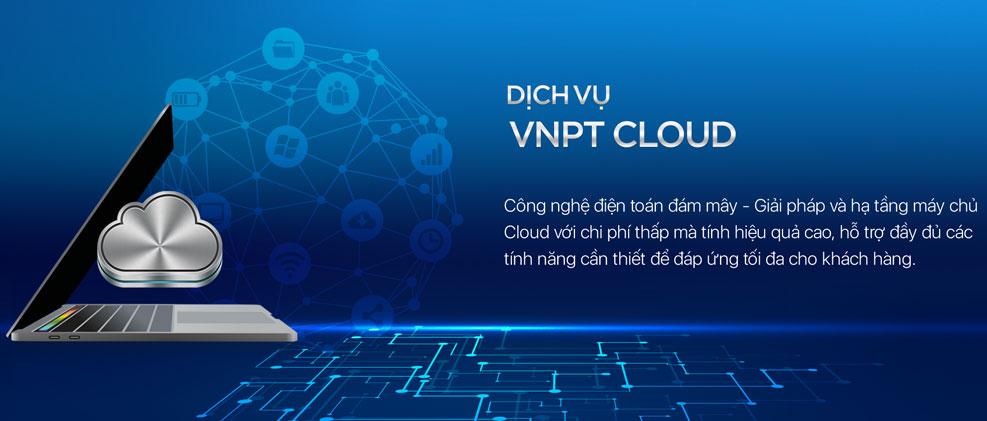 DỊCH VỤ
VNPT CLOUD
Công nghệ điện toán đám mây - Giải pháp và hạ tầng máy chủ
Cloud với chi phí thấp mà tính hiệu quả cao, hỗ trợ đầy đủ các
tính năng cần thiết để đáp ứng tối đa cho khách hàng.